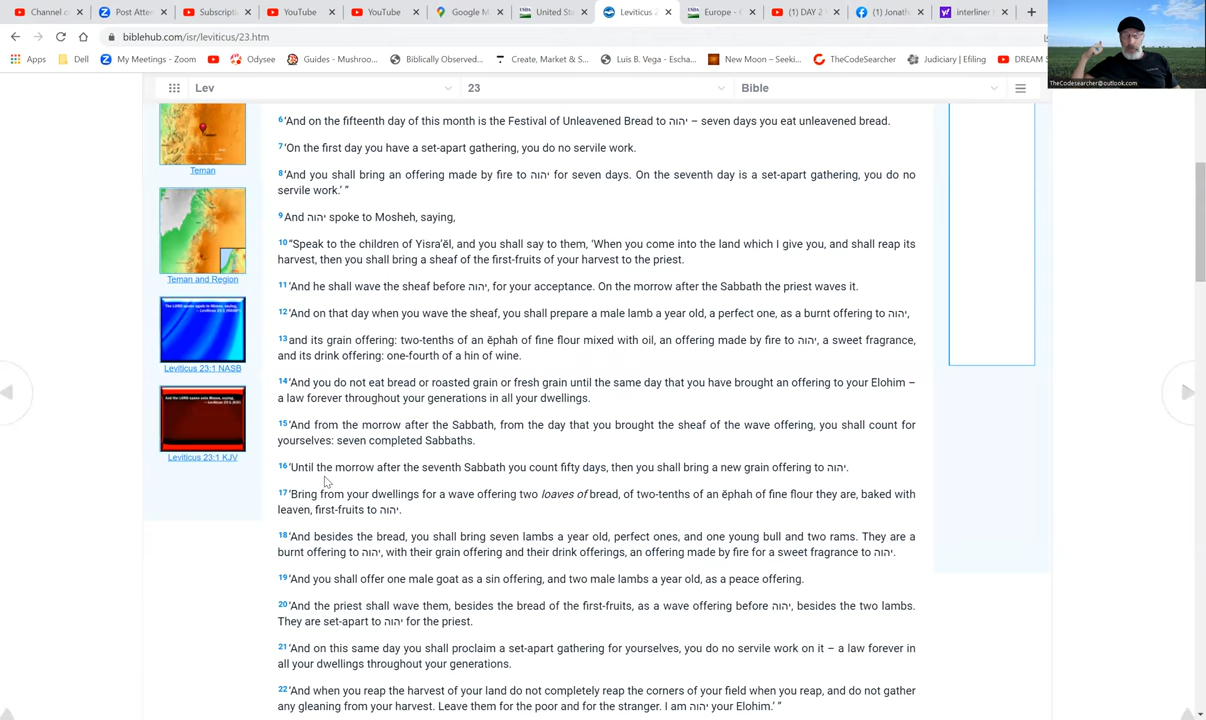 Channel c
Post Atten
Subscripti
YouTube
YouTube
Google M
United Sta
Leviticus 2
Europe - C
(1) DAY 2
(1) Jonath
interliner
biblehub.com/isr/leviticus/23.htm
Apps
Dell
My Meetings - Zoom
Odysee
Guides - Mushroo...
Biblically Observed...
Create, Market & S...
Luis B. Vega - Escha...
New Moon – Seeki...
TheCodeSearcher
Judiciary | Efiling
DREAM S
TheCodesearcher@outlook.com
Lev
23
Bible
Teman
Teman and Region
Leviticus 23:1 NASB
Leviticus 23:1 KJV
6 'And on the fifteenth day of this month is the Festival of Unleavened Bread to יהוה – seven days you eat unleavened bread.
7 'On the first day you have a set-apart gathering, you do no servile work.
8 'And you shall bring an offering made by fire to יהוה for seven days. On the seventh day is a set-apart gathering, you do no
servile work.' "
9 And יהוה spoke to Mosheh, saying,
10 "Speak to the children of Yisra'ĕl, and you shall say to them, 'When you come into the land which I give you, and shall reap its
harvest, then you shall bring a sheaf of the first-fruits of your harvest to the priest.
11 'And he shall wave the sheaf before יהוה, for your acceptance. On the morrow after the Sabbath the priest waves it.
12 'And on that day when you wave the sheaf, you shall prepare a male lamb a year old, a perfect one, as a burnt offering to יהוה,
13 and its grain offering: two-tenths of an ĕphah of fine flour mixed with oil, an offering made by fire to יהוה, a sweet fragrance,
and its drink offering: one-fourth of a hin of wine.
14 'And you do not eat bread or roasted grain or fresh grain until the same day that you have brought an offering to your Elohim –
a law forever throughout your generations in all your dwellings.
15 'And from the morrow after the Sabbath, from the day that you brought the sheaf of the wave offering, you shall count for
yourselves: seven completed Sabbaths.
16 'Until the morrow after the seventh Sabbath you count fifty days, then you shall bring a new grain offering to יהוה.
17 'Bring from your dwellings for a wave offering two loaves of bread, of two-tenths of an ĕphah of fine flour they are, baked with
leaven, first-fruits to יהוה.
18 'And besides the bread, you shall bring seven lambs a year old, perfect ones, and one young bull and two rams. They are a
burnt offering to יהוה, with their grain offering and their drink offerings, an offering made by fire for a sweet fragrance to יהוה.
19 'And you shall offer one male goat as a sin offering, and two male lambs a year old, as a peace offering.
20 'And the priest shall wave them, besides the bread of the first-fruits, as a wave offering before יהוה, besides the two lambs.
They are set-apart to יהוה for the priest.
21 'And on this same day you shall proclaim a set-apart gathering for yourselves, you do no servile work on it – a law forever in
all your dwellings throughout your generations.
22 'And when you reap the harvest of your land do not completely reap the corners of your field when you reap, and do not gather
any gleaning from your harvest. Leave them for the poor and for the stranger. I am יהוה your Elohim.' "